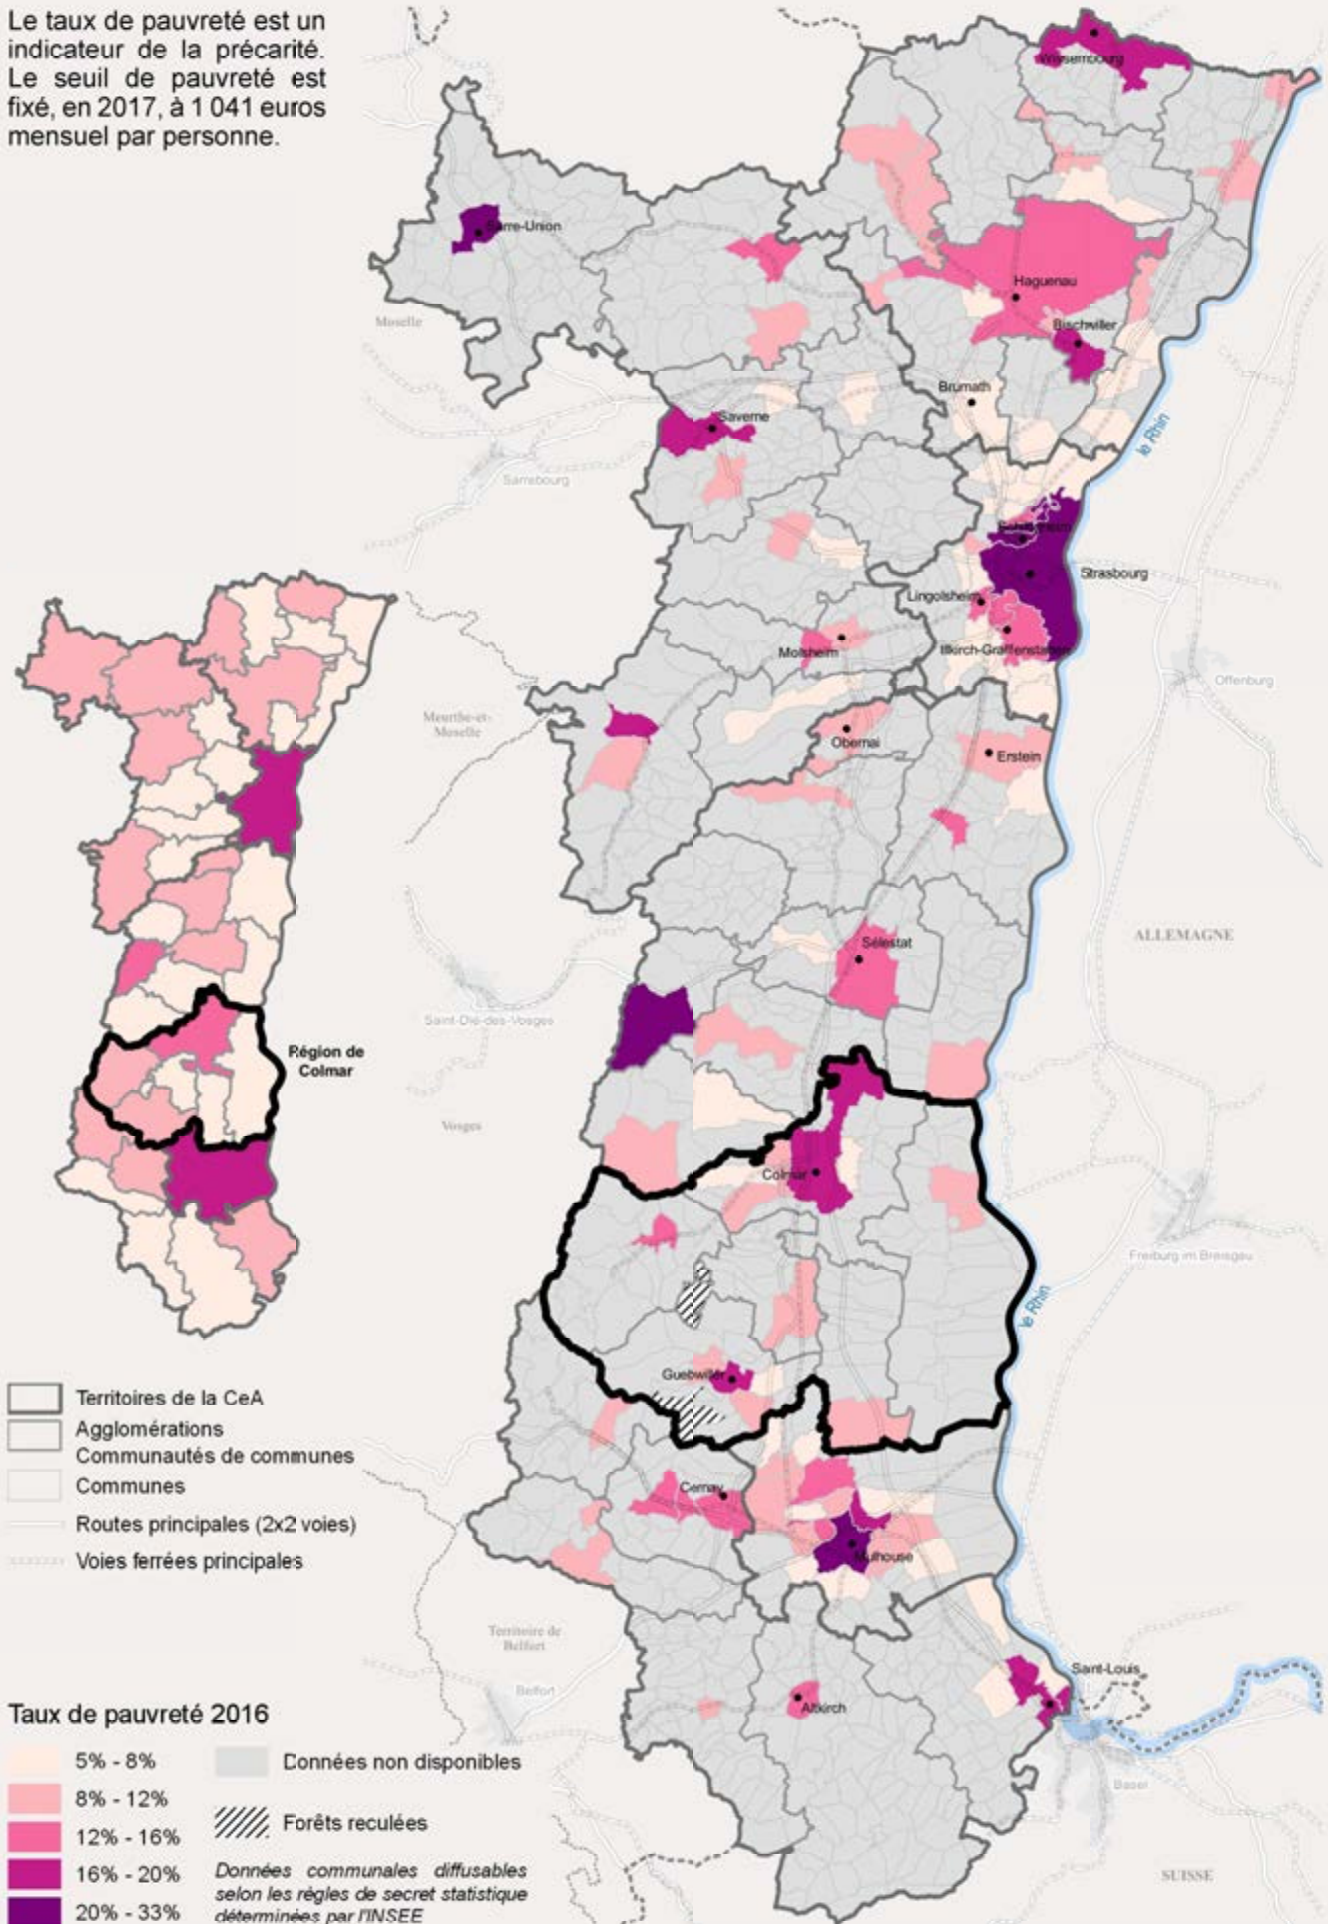 Le taux de pauvreté est un
indicateur de la précarité.
Le seuil de pauvreté est
fixé, en 2017, à 1 041 euros
mensuel par personne.
Wissembourg
Sarre-Union
Haguenau
Moselle
Bischwiller
Brumath
Saverne
le Rhin
Sarrebourg
Strasbourg
Lingolsheim
Molsheim
Illkirch-Graffenstaden
Offenburg
Meurthe-et-
Moselle
Obernai
Erstein
ALLEMAGNE
Sélestat
Saint-Dié-des-Vosges
Région de
Colmar
Vosges
Colmar
Freiburg im Breisgau
le Rhin
Guebwiller
Territoires de la CeA
Agglomérations
Communautés de communes
Communes
Routes principales (2x2 voies)
Voies ferrées principales
Cernay
Mulhouse
Territoire de
Belfort
Saint-Louis
Belfort
Altkirch
Basel
SUISSE
Taux de pauvreté 2016
5% - 8%
8% - 12%
12% - 16%
16% - 20%
20% - 33%
Données non disponibles
Forêts reculées
Données communales diffusables
selon les règles de secret statistique
déterminées par l'INSEE